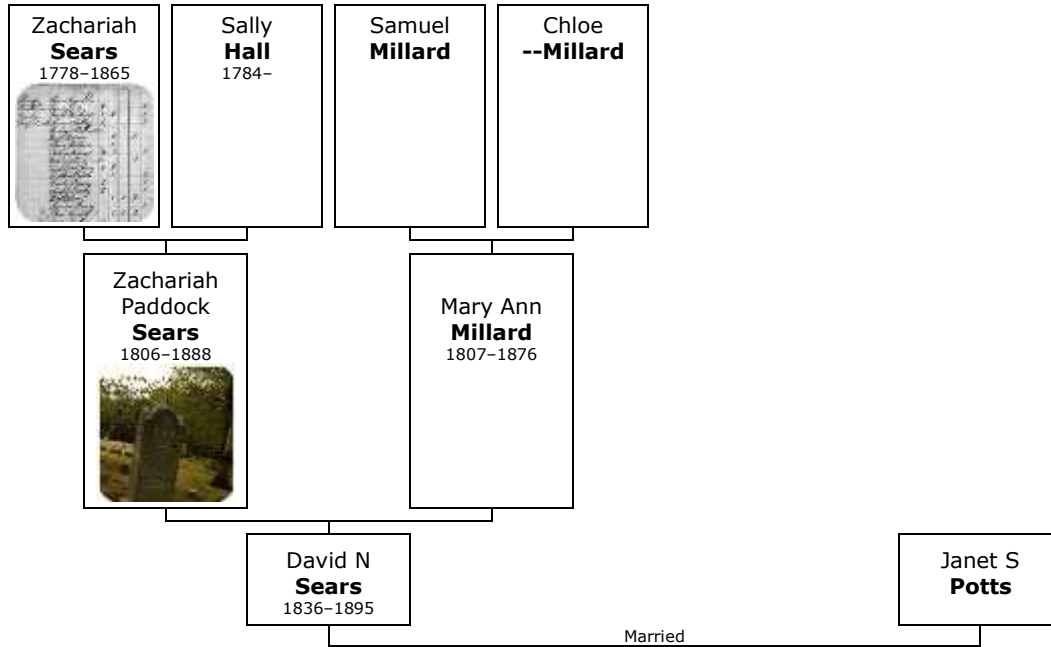 Zachariah
Sears
1778–1865
Sally
Hall
1784–
Samuel
Millard
Chloe
--Millard
Zachariah
Paddock
Sears
1806–1888
Mary Ann
Millard
1807–1876
David N
Sears
1836–1895
Janet S
Potts
Married